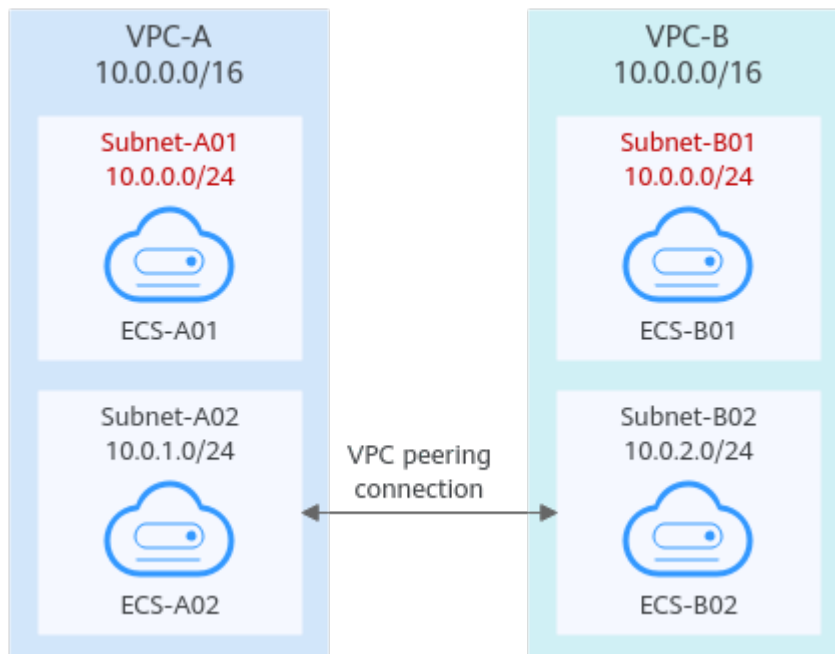 VPC-A
10.0.0.0/16
Subnet-A01
10.0.0.0/24
ECS-A01
Subnet-A02
10.0.1.0/24
ECS-A02
VPC peering
connection
VPC-B
10.0.0.0/16
Subnet-B01
10.0.0.0/24
ECS-B01
Subnet-B02
10.0.2.0/24
ECS-B02